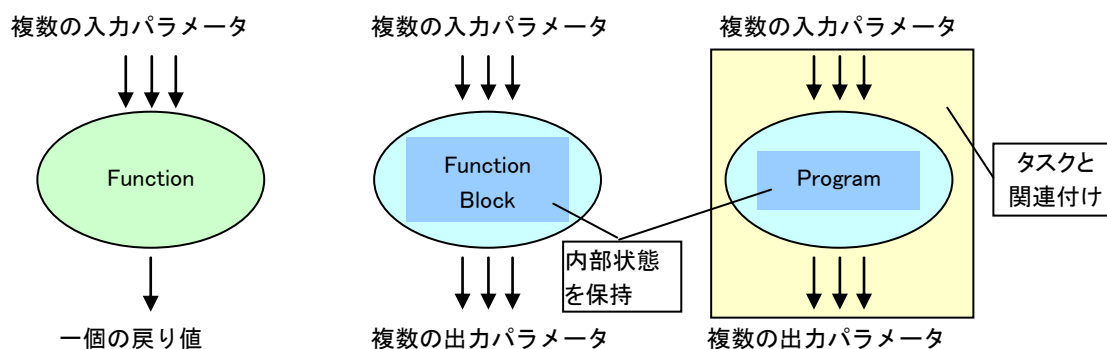 複数の入力パラメータ
Function
一個の戻り値
複数の入力パラメータ
Function
Block
内部状態
を保持
複数の出力パラメータ
複数の入力パラメータ
Program
タスクと
関連付け
複数の出力パラメータ